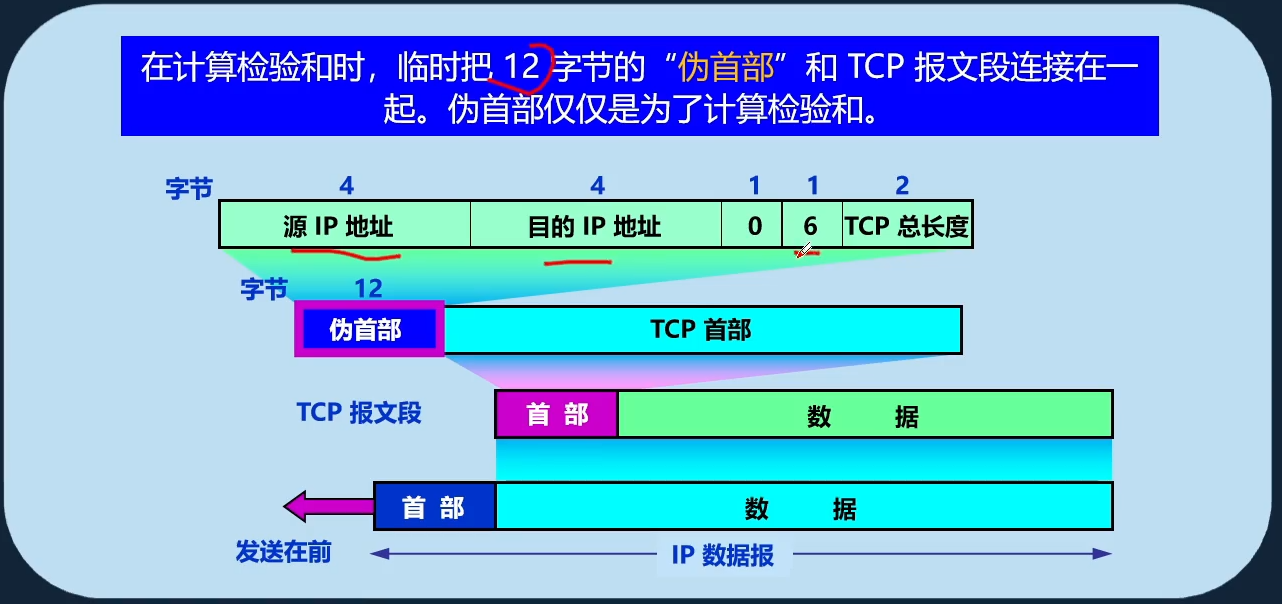 在计算检验和时，临时把 12 字节的“伪首部”和 TCP 报文段连接在一
起。伪首部仅仅是为了计算检验和。
字节 4 4 1 1 2
源 IP 地址 目的 IP 地址 0 6 TCP 总长度
字节 12
伪首部 TCP 首部
TCP 报文段 首 部 数 据
首 部 数 据
发送在前 IP 数据报